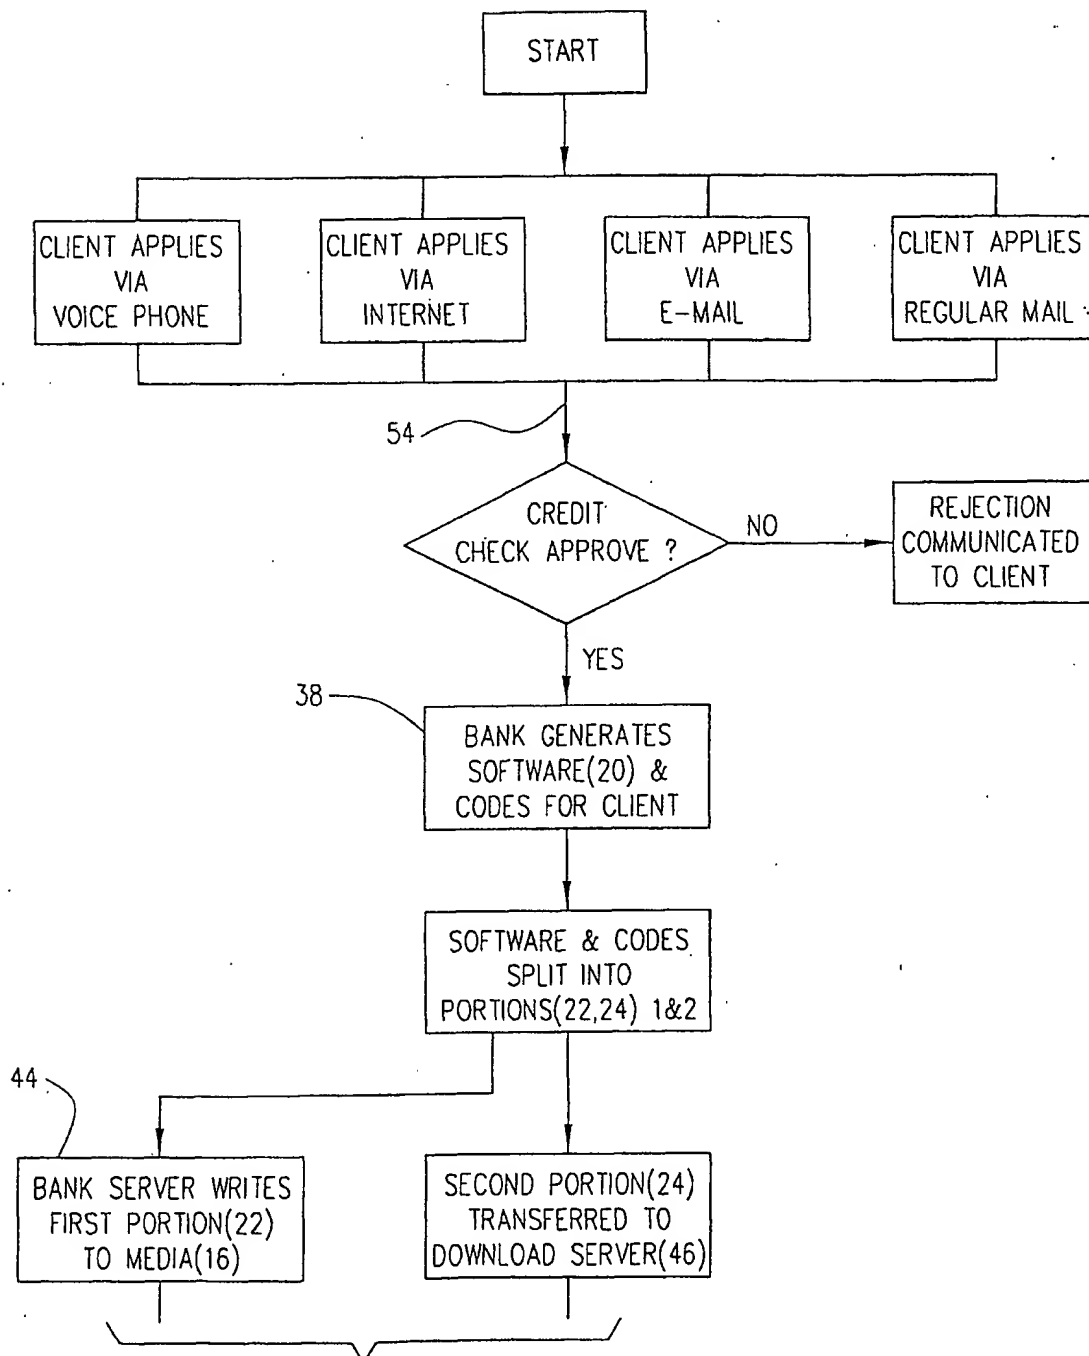 START
CLIENT APPLIES
VIA
VOICE PHONE
CLIENT APPLIES
VIA
INTERNET
CLIENT APPLIES
VIA
E-MAIL
CLIENT APPLIES
VIA
REGULAR MAIL
54
CREDIT
CHECK APPROVE ?
NO
REJECTION
COMMUNICATED
TO CLIENT
YES
38
BANK GENERATES
SOFTWARE(20) &
CODES FOR CLIENT
SOFTWARE & CODES
SPLIT INTO
PORTIONS(22,24) 1&2
44
BANK SERVER WRITES
FIRST PORTION(22)
TO MEDIA(16)
SECOND PORTION(24)
TRANSFERRED TO
DOWNLOAD SERVER(46)